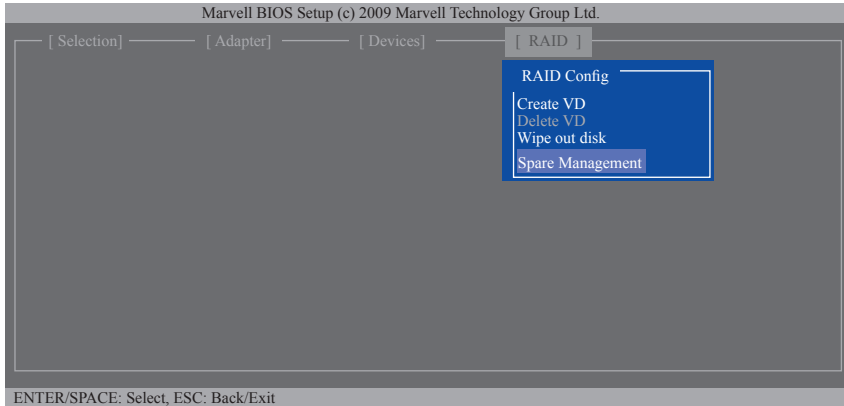 Marvell BIOS Setup (c) 2009 Marvell Technology Group Ltd.
[ Selection] [ Adapter] [ Devices] [ RAID ]
RAID Config
Create VD
Delete VD
Wipe out disk
Spare Management
ENTER/SPACE: Select, ESC: Back/Exit